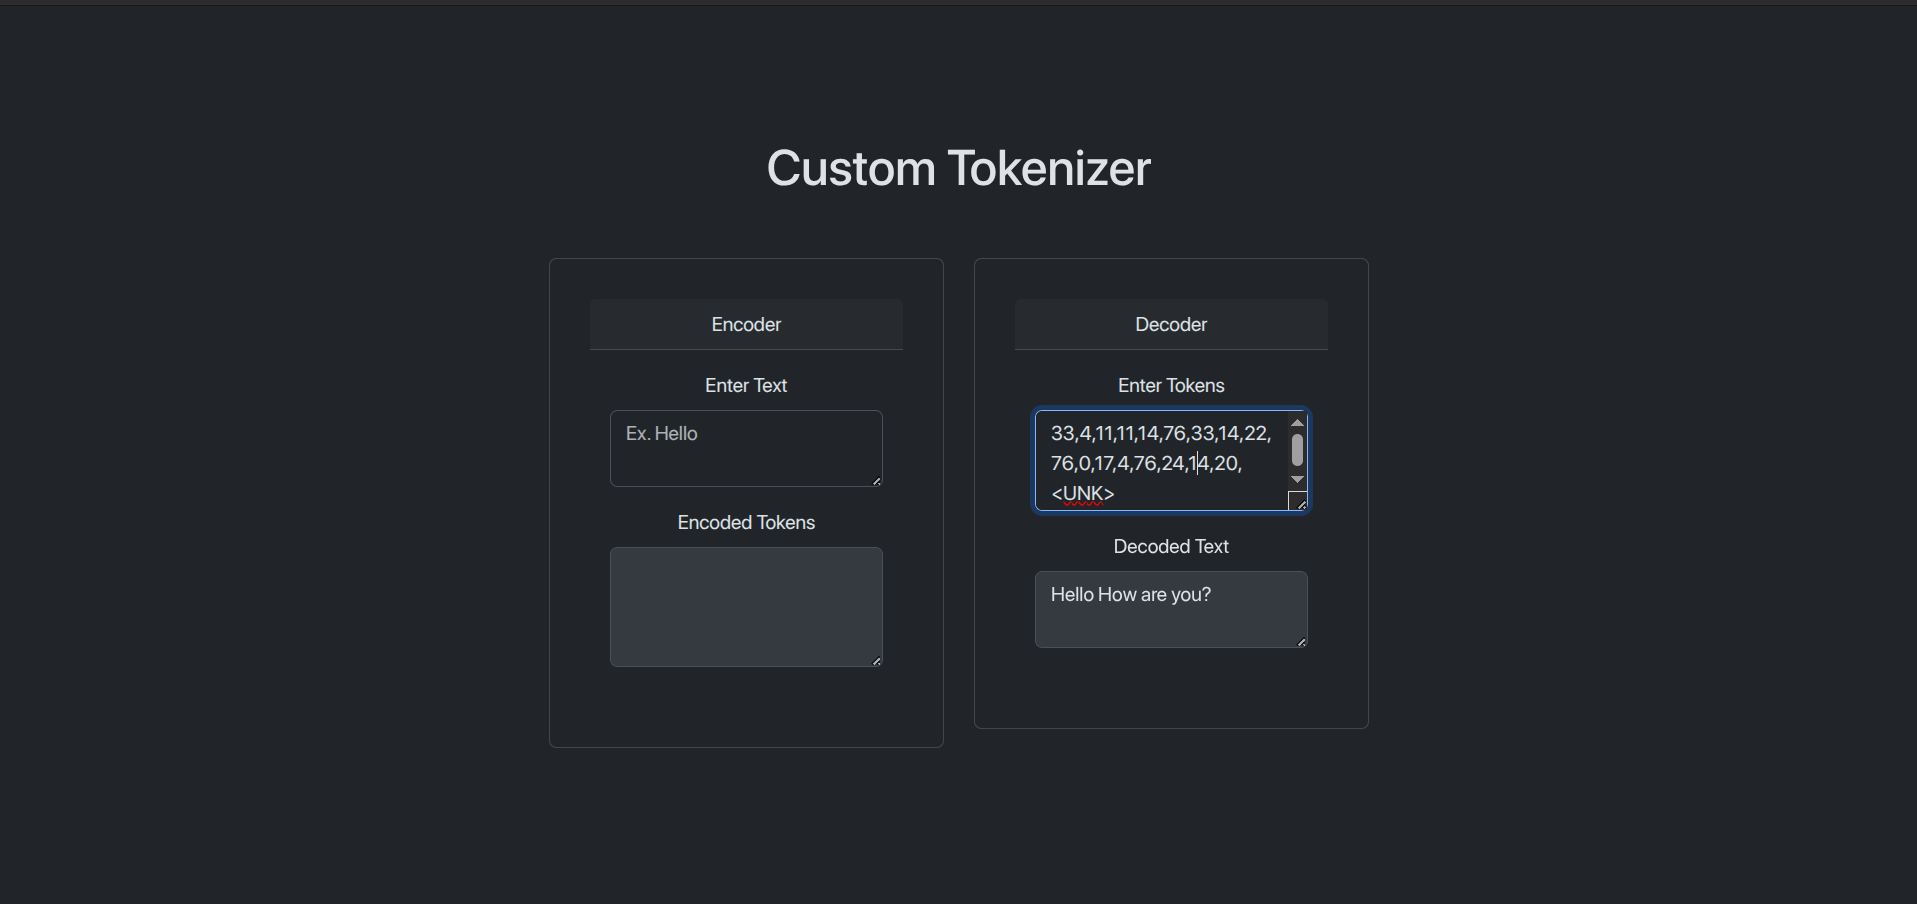 Custom Tokenizer
Encoder
Enter Text
Ex. Hello
Encoded Tokens
Decoder
Enter Tokens
33,4,11,11,14,76,33,14,22,
76,0,17,4,76,24,14,20,
<UNK>
Decoded Text
Hello How are you?